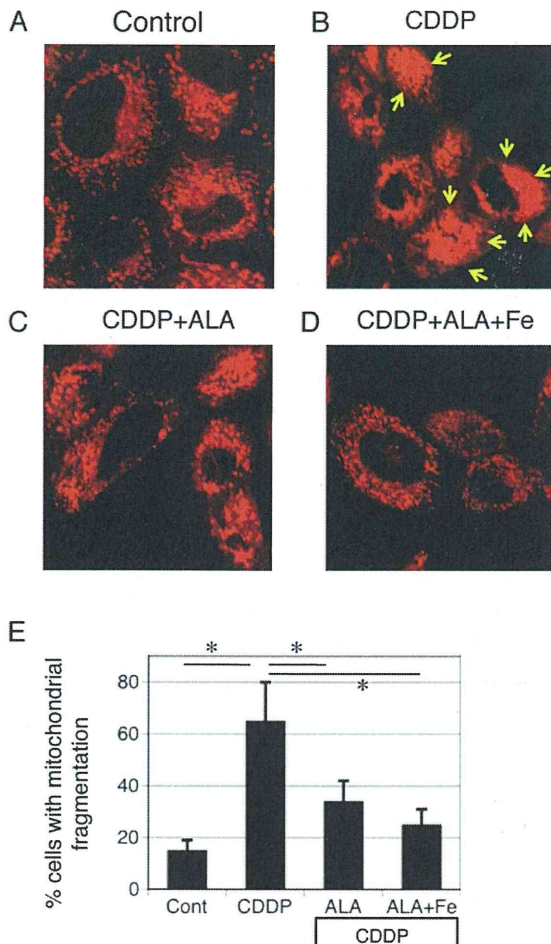 A Control
B CDDP
C CDDP+ALA
D CDDP+ALA+Fe
E
% cells with mitochondrial
fragmentation
80
60
40
20
0
* *
*
Cont CDDP ALA ALA+Fe
CDDP